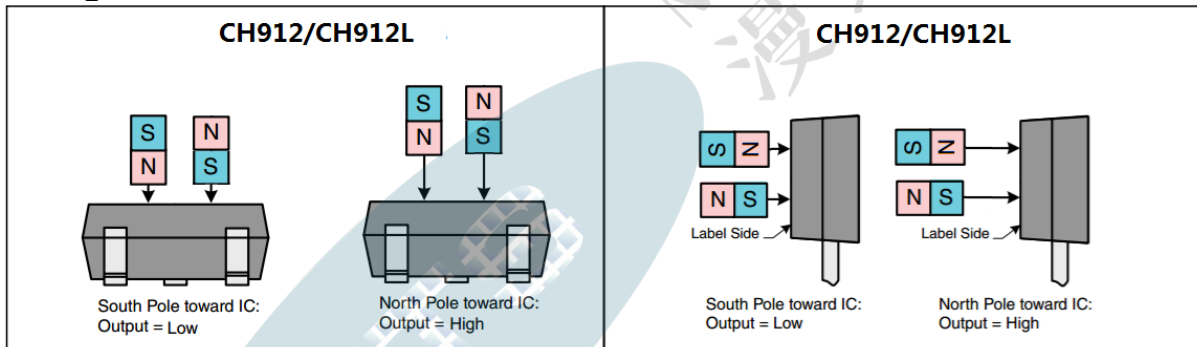 CH912/CH912L
S
N
N
S
S
N
N
S
South Pole toward IC:
Output = Low
North Pole toward IC:
Output = High
CH912/CH912L
S N
N S
Label Side
S N
N S
Label Side
South Pole toward IC:
Output = Low
North Pole toward IC:
Output = High
漫